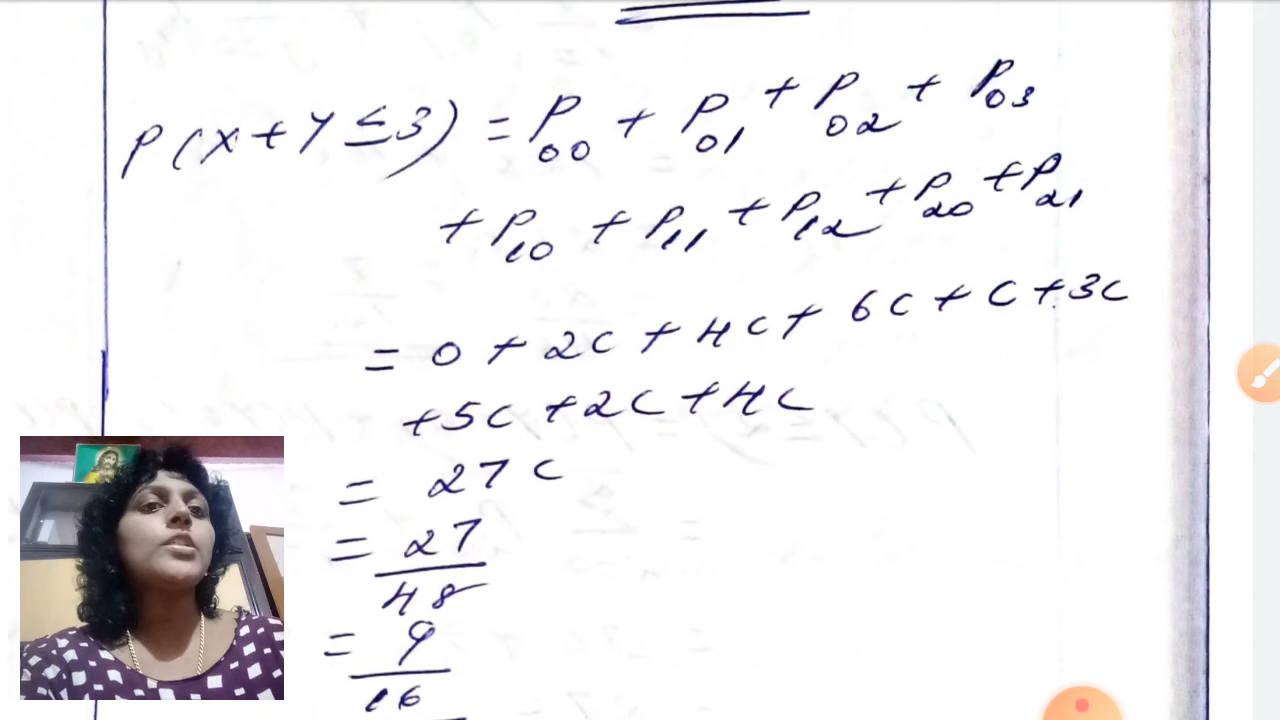 P(X+Y≤3) = P00 + P01 + P02 + P03
+ P10 + P11 + P12 + P20 + P21
= 0 + 2C + 4C + 6C + C + 3C
+5C +2C +4C
= 27C
= 27/48
= 9/16